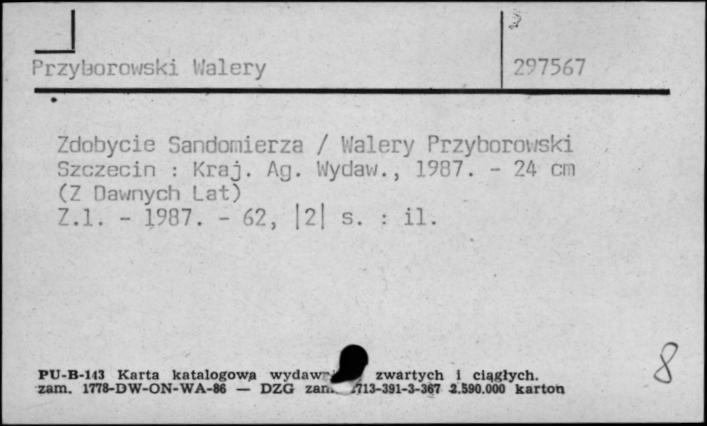 Przyborowski Walery 297567
Zdobycie Sandomierza / Walery Przyborowski
Szczecin : Kraj. Ag. Wydaw., 1987. - 24 cm
(Z Dawnych Lat)
Z.1. - 1987. - 62, |2| s. : il.
8
PU-B-143 Karta katalogowa zwartych i ciągłych.
zam. 1778-DW-ON-WA-86 — DZG 2.590.000 karton